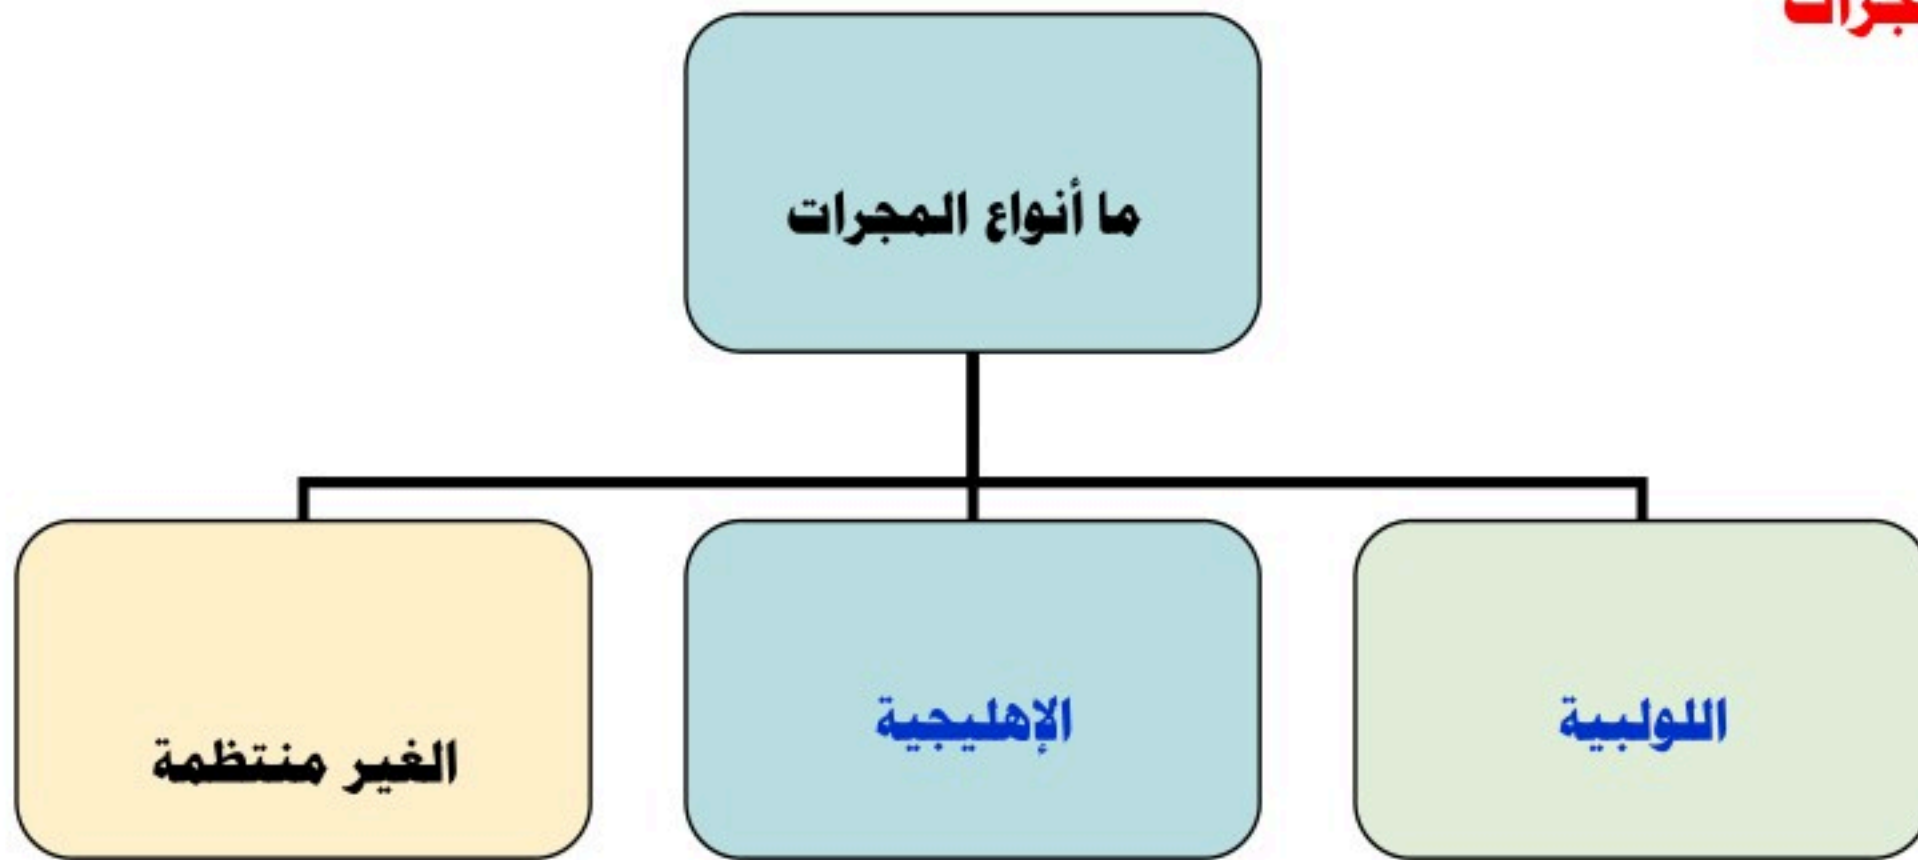 ما أنواع المجرات
اللولبية
الإهليجية
الغير منتظمة